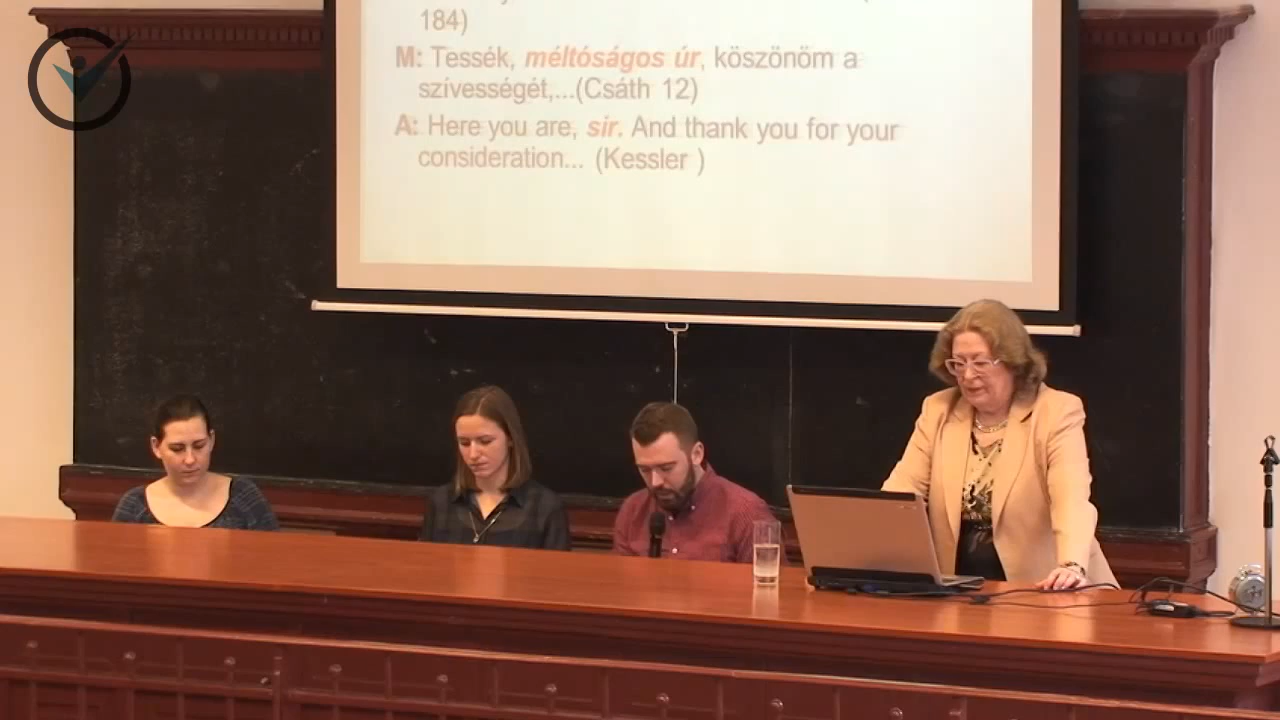 184)
M: Tessék, méltóságos úr, köszönöm a
szívességét,...(Csáth 12)
A: Here you are, sir. And thank you for your
consideration... (Kessler )